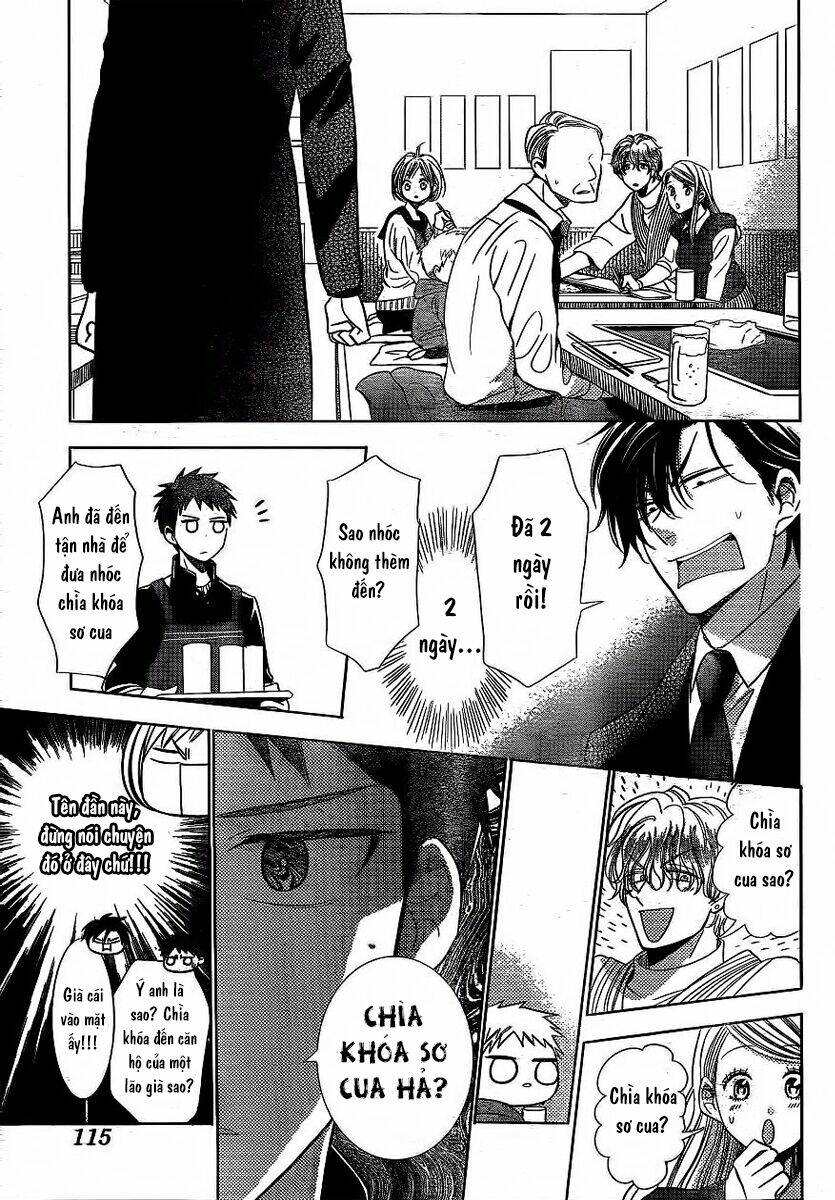 Đã 2
ngày
rồi!
2
ngày...
Sao nhóc
không thèm
đến?
Anh đã đến
tận nhà để
đưa nhóc
chìa khóa
sơ cua
Chìa
khóa sơ
cua sao?
Chìa khóa
sơ cua?
CHÌA
KHÓA SƠ
CUA HẢ?
Tên đần này,
đừng nói chuyện
đó ở đây chứ!!!
Ý anh là
sao? Chìa
khóa đến căn
hộ của một
lão già sao?
Già cái
vào mặt
ấy!!!
115